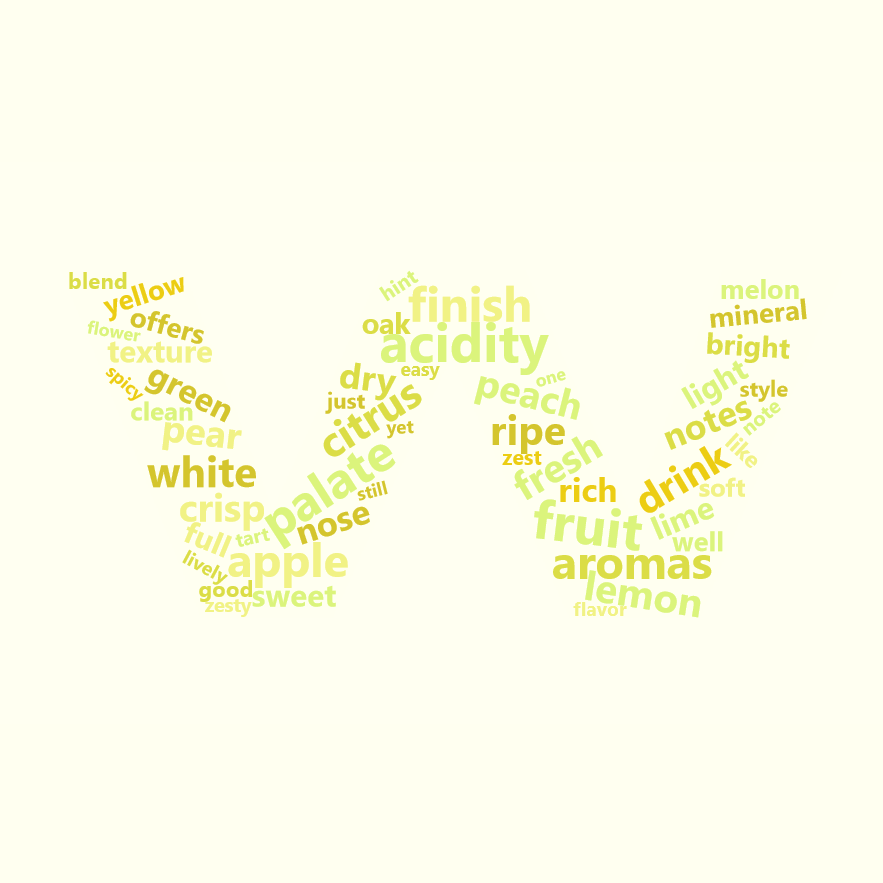 blend
yellow
offers
flower
texture
spicy
green
clean
pear
white
crisp
full
tart
lively
apple
good
zesty
sweet
hint
finish
oak
acidity
easy
dry
just
citrus
yet
palate
still
nose
one
peach
ripe
zest
fresh
rich
fruit
aromas
lemon
flavor
melon
mineral
bright
light
style
notes
note
like
drink
soft
lime
well